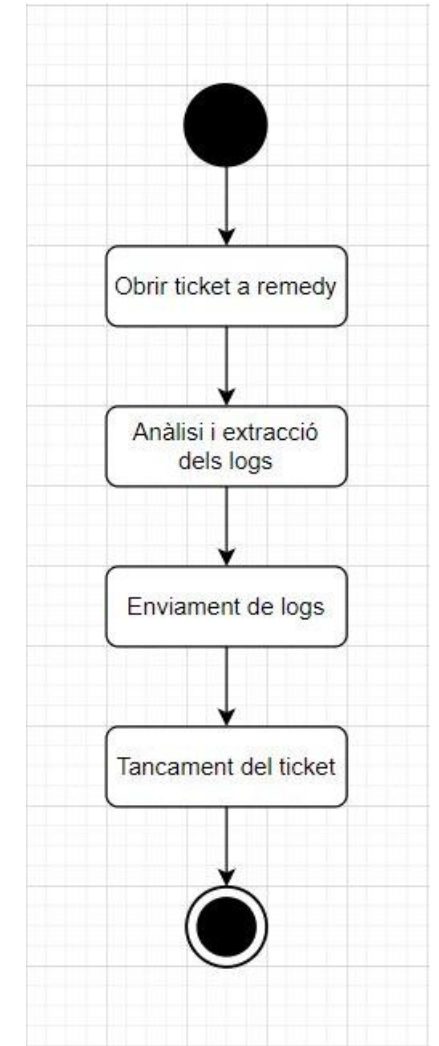 Obrir ticket a remedy
Anàlisi i extracció
dels logs
Enviament de logs
Tancament del ticket